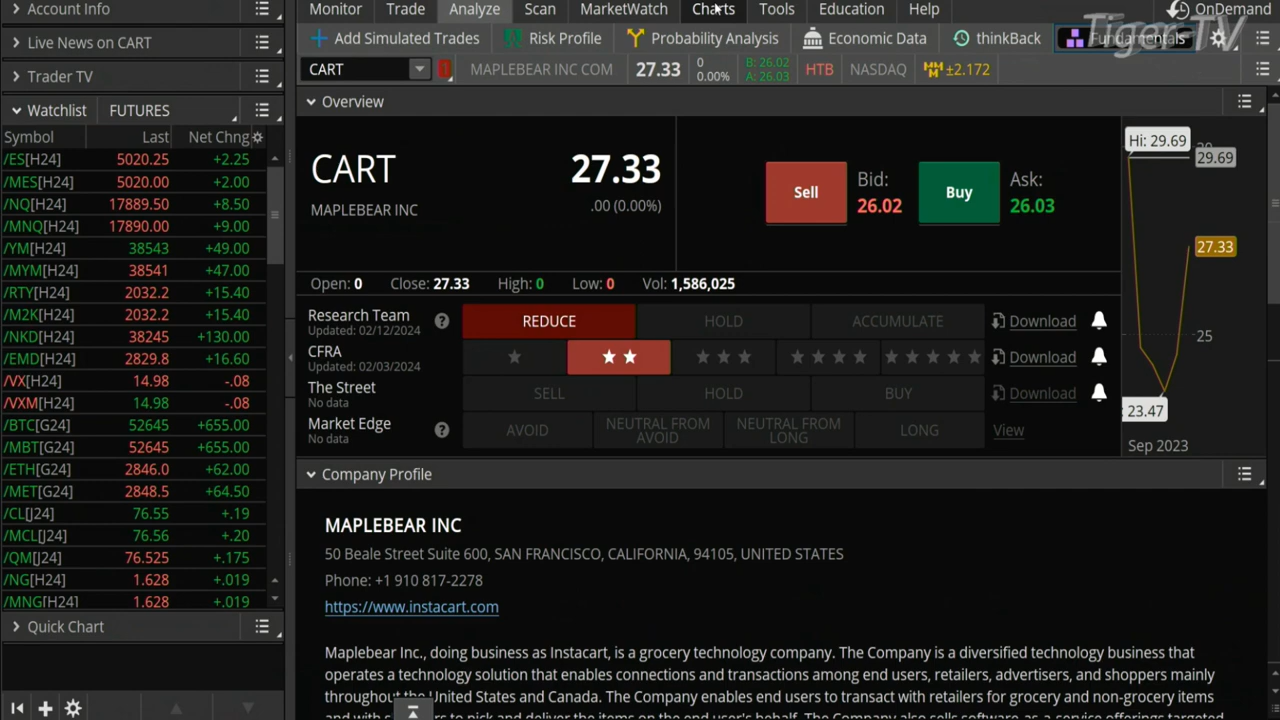 Account Info
Live News on CART
Trader TV
Watchlist FUTURES
Symbol Last Net Chng
/ES[H24] 5020.25 +2.25
/MES[H24] 5020.00 +2.00
/NQ[H24] 17889.50 +8.50
/MNQ[H24] 17890.00 +9.00
/YM[H24] 38543 +49.00
/MYM[H24] 38541 +47.00
/RTY[H24] 2032.2 +15.40
/M2K[H24] 2032.2 +15.40
/NKD[H24] 38245 +130.00
/EMD[H24] 2829.8 +16.60
/VX[H24] 14.98 -.08
/VXM[H24] 14.98 -.08
/BTC[G24] 52645 +655.00
/MBT[G24] 52645 +655.00
/ETH[G24] 2846.0 +62.00
/MET[G24] 2848.5 +64.50
/CL[J24] 76.55 +.19
/MCL[J24] 76.56 +.20
/QM[J24] 76.525 +.175
/NG[H24] 1.628 +.019
/MNG[H24] 1.628 +.019
Quick Chart
Monitor Trade Analyze Scan MarketWatch Charts Tools Education Help OnDemand
Add Simulated Trades Risk Profile Probability Analysis Economic Data thinkBack Fundamentals
TigerTV
CART MAPLEBEAR INC COM 27.33 0 0.00% B: 26.02 A: 26.03 HTB NASDAQ ±2.172
Overview
CART 27.33
MAPLEBEAR INC .00 (0.00%)
Sell Bid: 26.02 Buy Ask: 26.03
Open: 0 Close: 27.33 High: 0 Low: 0 Vol: 1,586,025
Research Team
Updated: 02/12/2024
REDUCE HOLD ACCUMULATE Download
CFRA
Updated: 02/03/2024
Download
The Street
No data
SELL HOLD BUY Download
Market Edge
No data
AVOID NEUTRAL FROM AVOID NEUTRAL FROM LONG LONG View
Hi: 29.69
29.69
27.33
25
23.47
Sep 2023
Company Profile
MAPLEBEAR INC
50 Beale Street Suite 600, SAN FRANCISCO, CALIFORNIA, 94105, UNITED STATES
Phone: +1 910 817-2278
https://www.instacart.com
Maplebear Inc., doing business as Instacart, is a grocery technology company. The Company is a diversified technology business that
operates a technology solution that enables connections and transactions among end users, retailers, advertisers, and shoppers mainly
throughout the United States and Canada. The Company enables end users to transact with retailers for grocery and non-grocery items